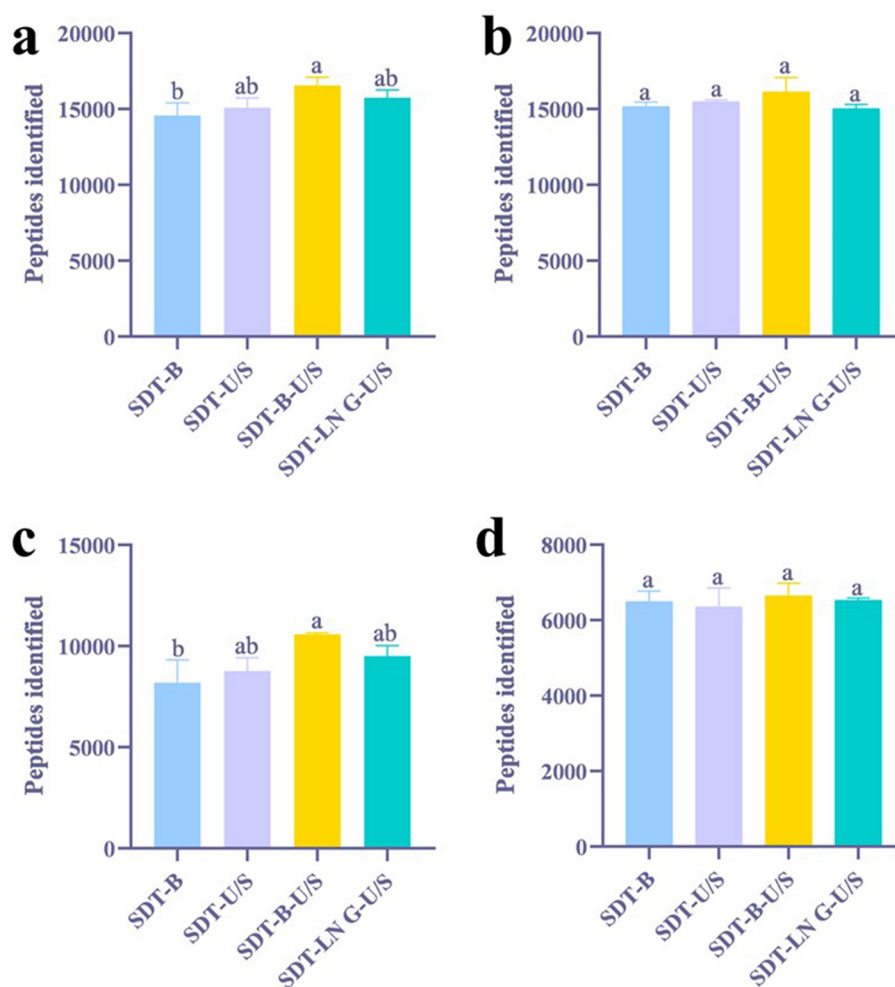 a
Peptides identified
20000
15000
10000
5000
0
b
ab
a
ab
SDT-B
SDT-U/S
SDT-B-U/S
SDT-LN G-U/S
b
Peptides identified
20000
15000
10000
5000
0
a
a
a
a
SDT-B
SDT-U/S
SDT-B-U/S
SDT-LN G-U/S
c
Peptides identified
15000
10000
5000
0
b
ab
a
ab
SDT-B
SDT-U/S
SDT-B-U/S
SDT-LN G-U/S
d
Peptides identified
8000
6000
4000
2000
0
a
a
a
a
SDT-B
SDT-U/S
SDT-B-U/S
SDT-LN G-U/S